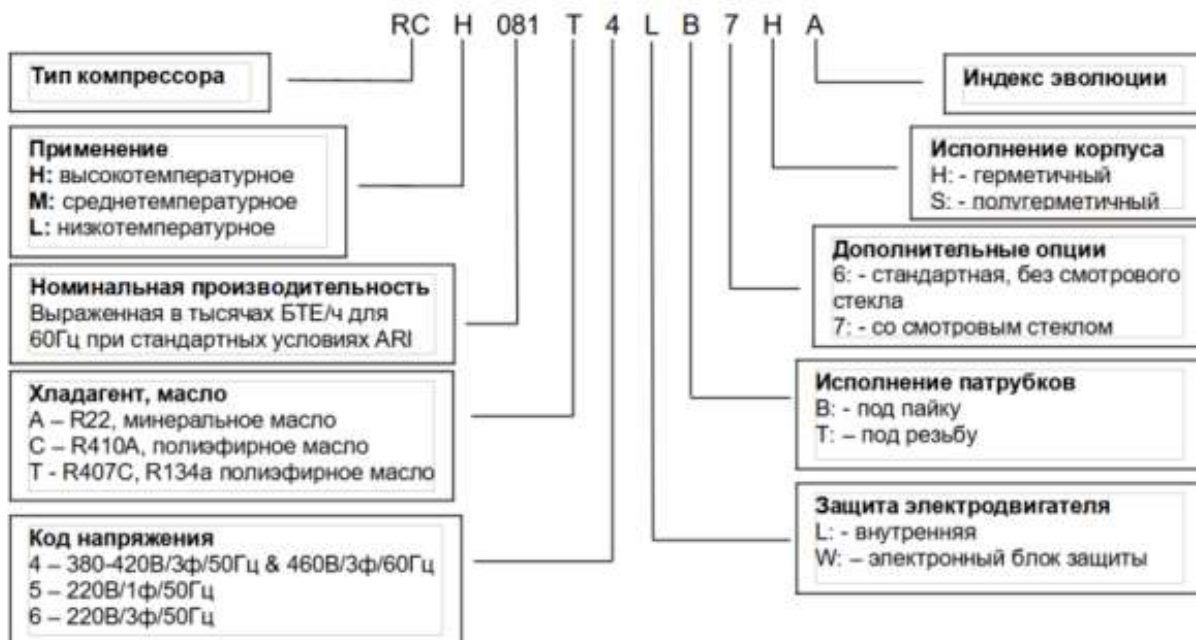 RC H 081 T 4 L B 7 H A
Тип компрессора
Применение
H: высокотемпературное
M: среднетемпературное
L: низкотемпературное
Номинальная производительность
Выраженная в тысячах БТЕ/ч для
60Гц при стандартных условиях ARI
Хладагент, масло
A – R22, минеральное масло
C – R410A, полиэфирное масло
T - R407C, R134a полиэфирное масло
Код напряжения
4 – 380-420В/3ф/50Гц & 460В/3ф/60Гц
5 – 220В/1ф/50Гц
6 – 220В/3ф/50Гц
Индекс эволюции
Исполнение корпуса
H: - герметичный
S: - полугерметичный
Дополнительные опции
6: - стандартная, без смотрового
стекла
7: - со смотровым стеклом
Исполнение патрубков
B: - под пайку
T: – под резьбу
Защита электродвигателя
L: - внутренняя
W: – электронный блок защиты